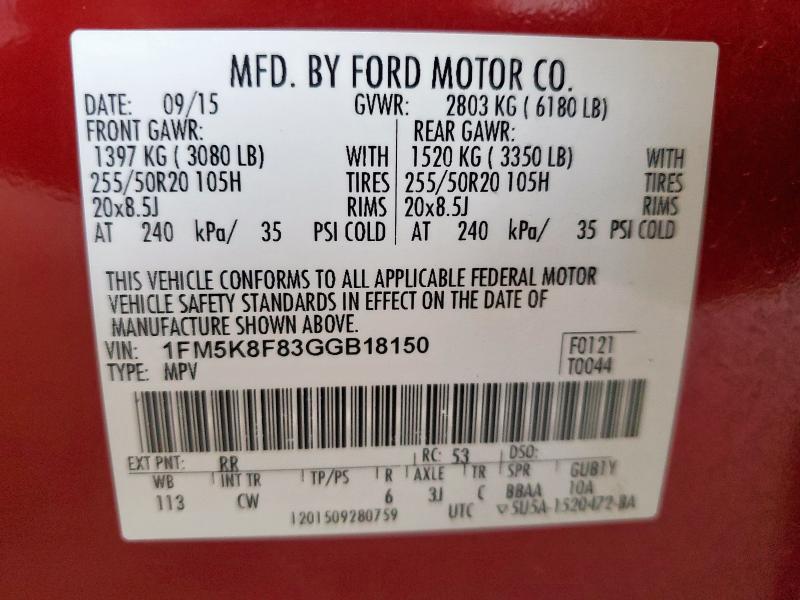 MFD. BY FORD MOTOR CO.
DATE: 09/15 GVWR: 2803 KG ( 6180 LB)
FRONT GAWR: REAR GAWR:
1397 KG ( 3080 LB) WITH 1520 KG ( 3350 LB) WITH
255/50R20 105H TIRES 255/50R20 105H TIRES
20x8.5J RIMS 20x8.5J RIMS
AT 240 kPa/ 35 PSI COLD AT 240 kPa/ 35 PSI COLD
THIS VEHICLE CONFORMS TO ALL APPLICABLE FEDERAL MOTOR
VEHICLE SAFETY STANDARDS IN EFFECT ON THE DATE OF
MANUFACTURE SHOWN ABOVE.
VIN: 1FM5K8F83GGB18150 F0121
TYPE: MPV T0044
EXT PNT: RR RC: 53 DSO:
WB INT TR TP/PS R AXLE TR SPR GUB1Y
113 CW 6 3J C BBAA 10A
1201509280759 UTC 5U5A-1520472-BA